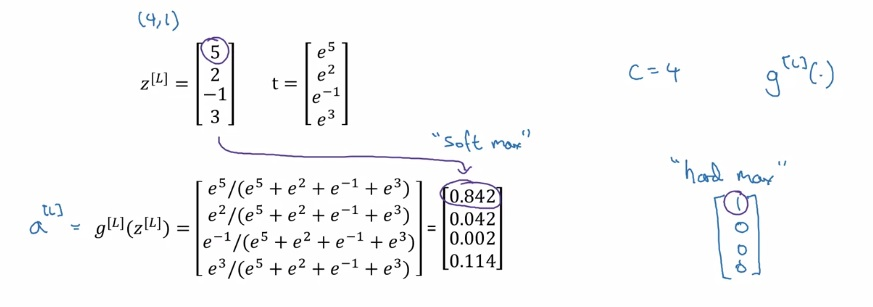 (4,1)
z^[L] = [5 2 −1 3] t = [e^5 e^2 e^−1 e^3] C = 4 g^[L](·)
"soft max"
"hard max"
a^[L] = g^[L](z^[L]) = [e^5/(e^5 + e^2 + e^−1 + e^3)
e^2/(e^5 + e^2 + e^−1 + e^3)
e^−1/(e^5 + e^2 + e^−1 + e^3)
e^3/(e^5 + e^2 + e^−1 + e^3)] = [0.842
0.042
0.002
0.114]
[1
0
0
0]